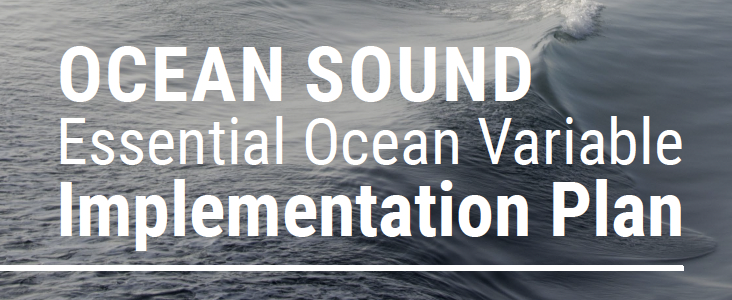 OCEAN SOUND
Essential Ocean Variable
Implementation Plan